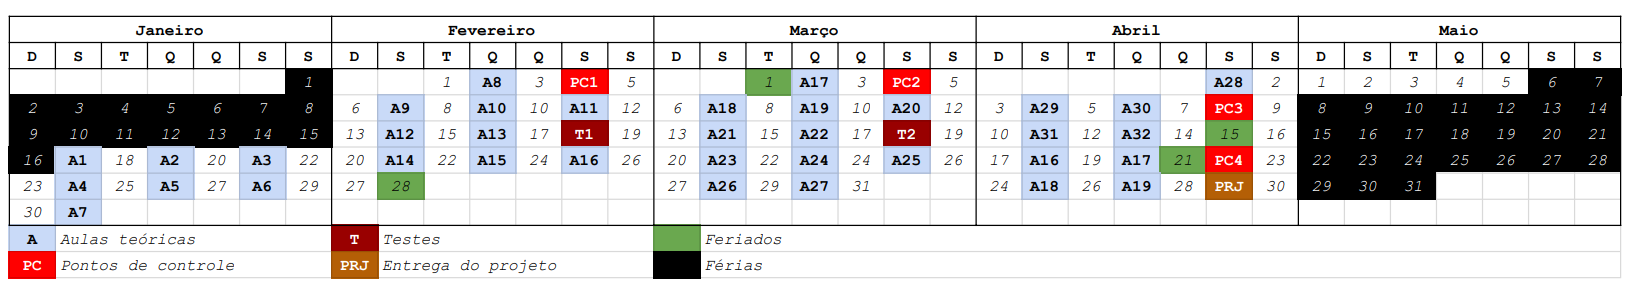 Janeiro Fevereiro Março Abril Maio
D S T Q Q S S D S T Q Q S S D S T Q Q S S D S T Q Q S S D S T Q Q S S
1 1 A8 3 PC1 5 1 A17 3 PC2 5 A28 2 1 2 3 4 5 6 7
2 3 4 5 6 7 8 6 A9 8 A10 10 A11 12 6 A18 8 A19 10 A20 12 3 A29 5 A30 7 PC3 9 8 9 10 11 12 13 14
9 10 11 12 13 14 15 13 A12 15 A13 17 T1 19 13 A21 15 A22 17 T2 19 10 A31 12 A32 14 15 16 15 16 17 18 19 20 21
16 A1 18 A2 20 A3 22 20 A14 22 A15 24 A16 26 20 A23 22 A24 24 A25 26 17 A16 19 A17 21 PC4 23 22 23 24 25 26 27 28
23 A4 25 A5 27 A6 29 27 28 27 A26 29 A27 31 24 A18 26 A19 28 PRJ 30 29 30 31
30 A7
A Aulas teóricas T Testes Feriados
PC Pontos de controle PRJ Entrega do projeto Férias